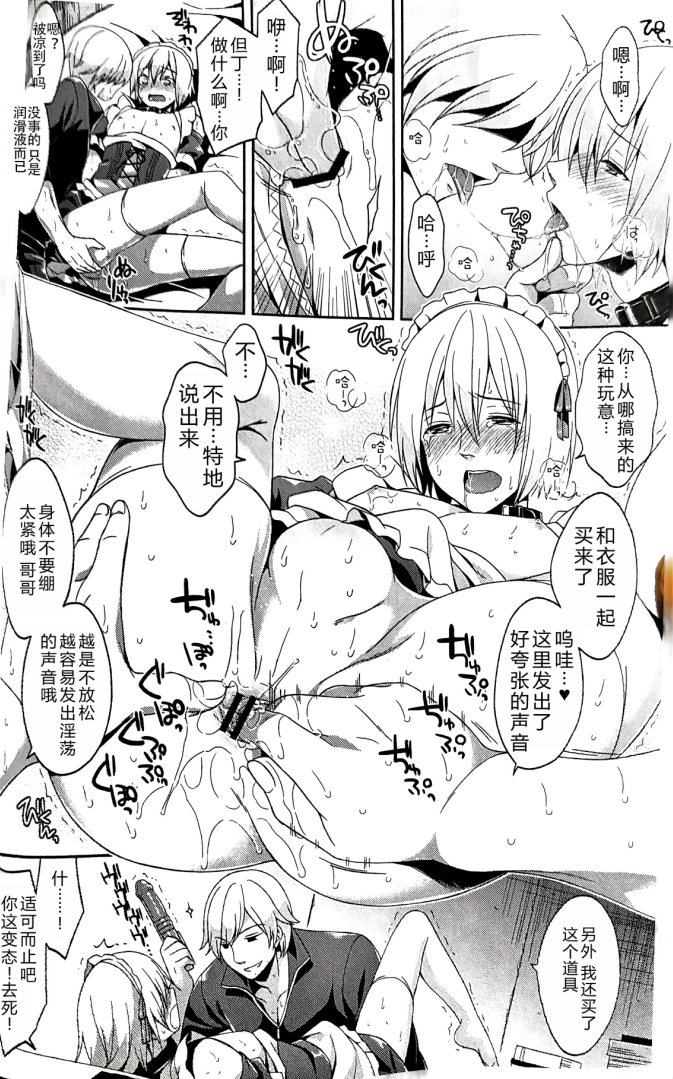 嗯…啊…
哈
哈…呼
哈
咿…!
但丁…!
做什么啊…你
嗯?
被凉到了吗
没事的 只是
润滑液而已
你…从哪搞来的
这种玩意…
和衣服一起
买来了
呜哇…♥
这里发出了
好夸张的声音
哈
哈
哈
不…
不用…特地
说出来
身体不要绷
太紧哦 哥哥
越是不放松
越容易发出淫荡
的声音哦
另外 我还买了
这个道具
什…!
适可而止吧
你这变态!去死!